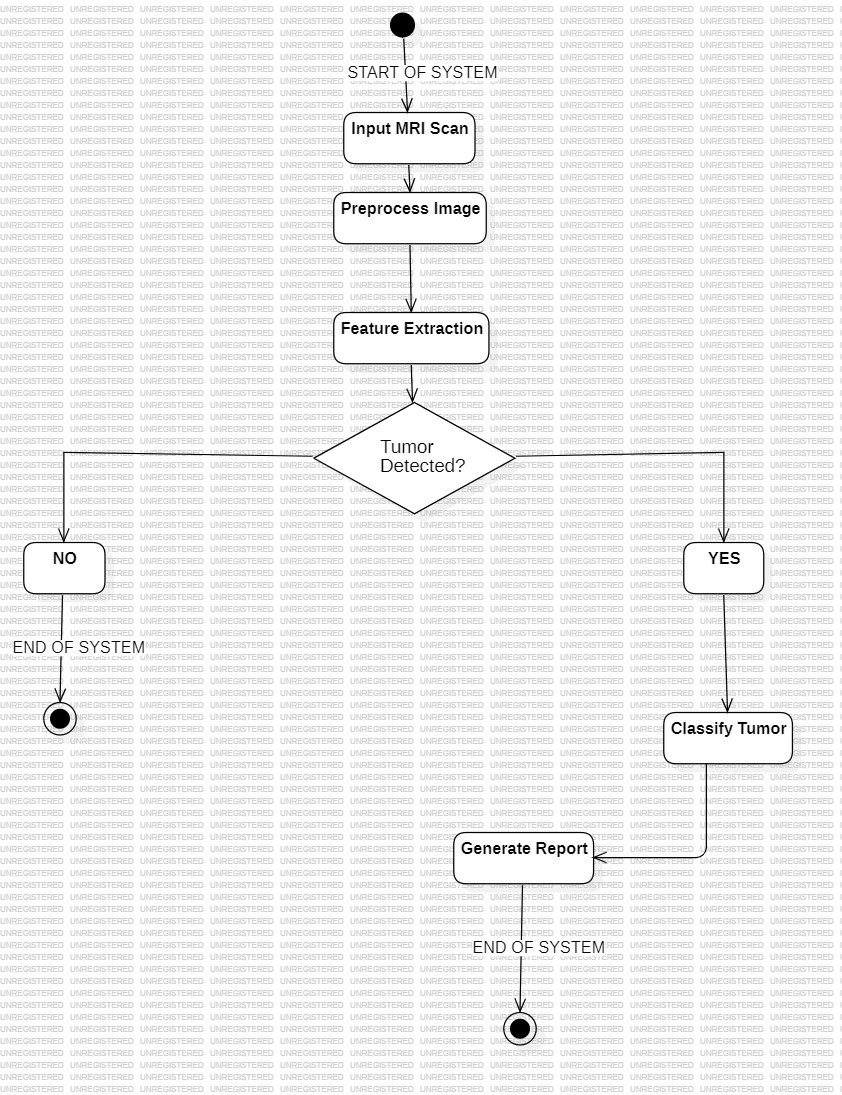 START OF SYSTEM
Input MRI Scan
Preprocess Image
Feature Extraction
Tumor
Detected?
NO
YES
END OF SYSTEM
Classify Tumor
Generate Report
END OF SYSTEM
UNREGISTERED